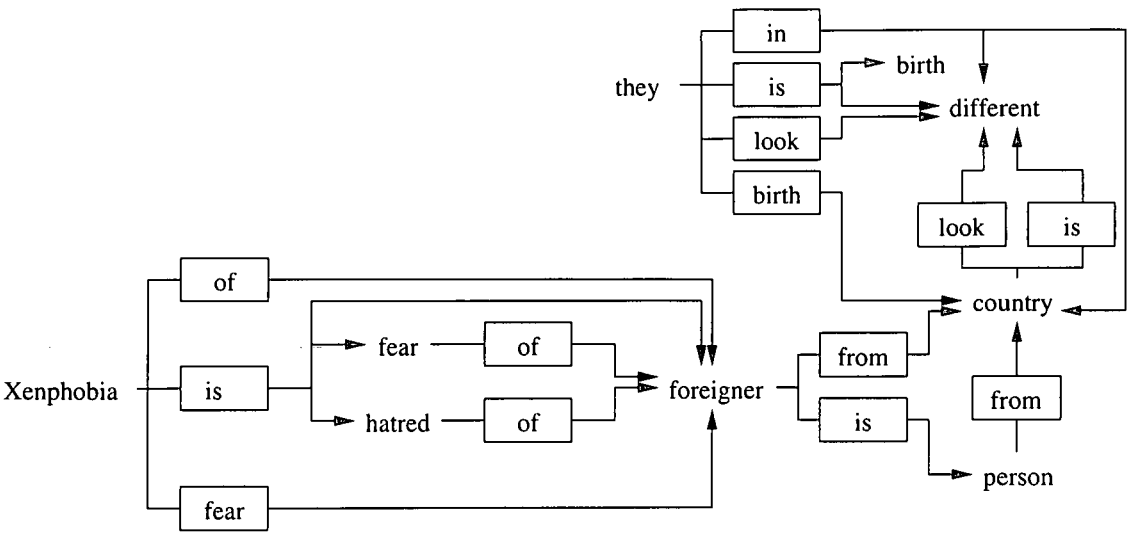 in
is
birth
they
different
look
birth
look
is
of
country
fear
of
from
Xenphobia
is
foreigner
from
hatred
of
is
person
fear